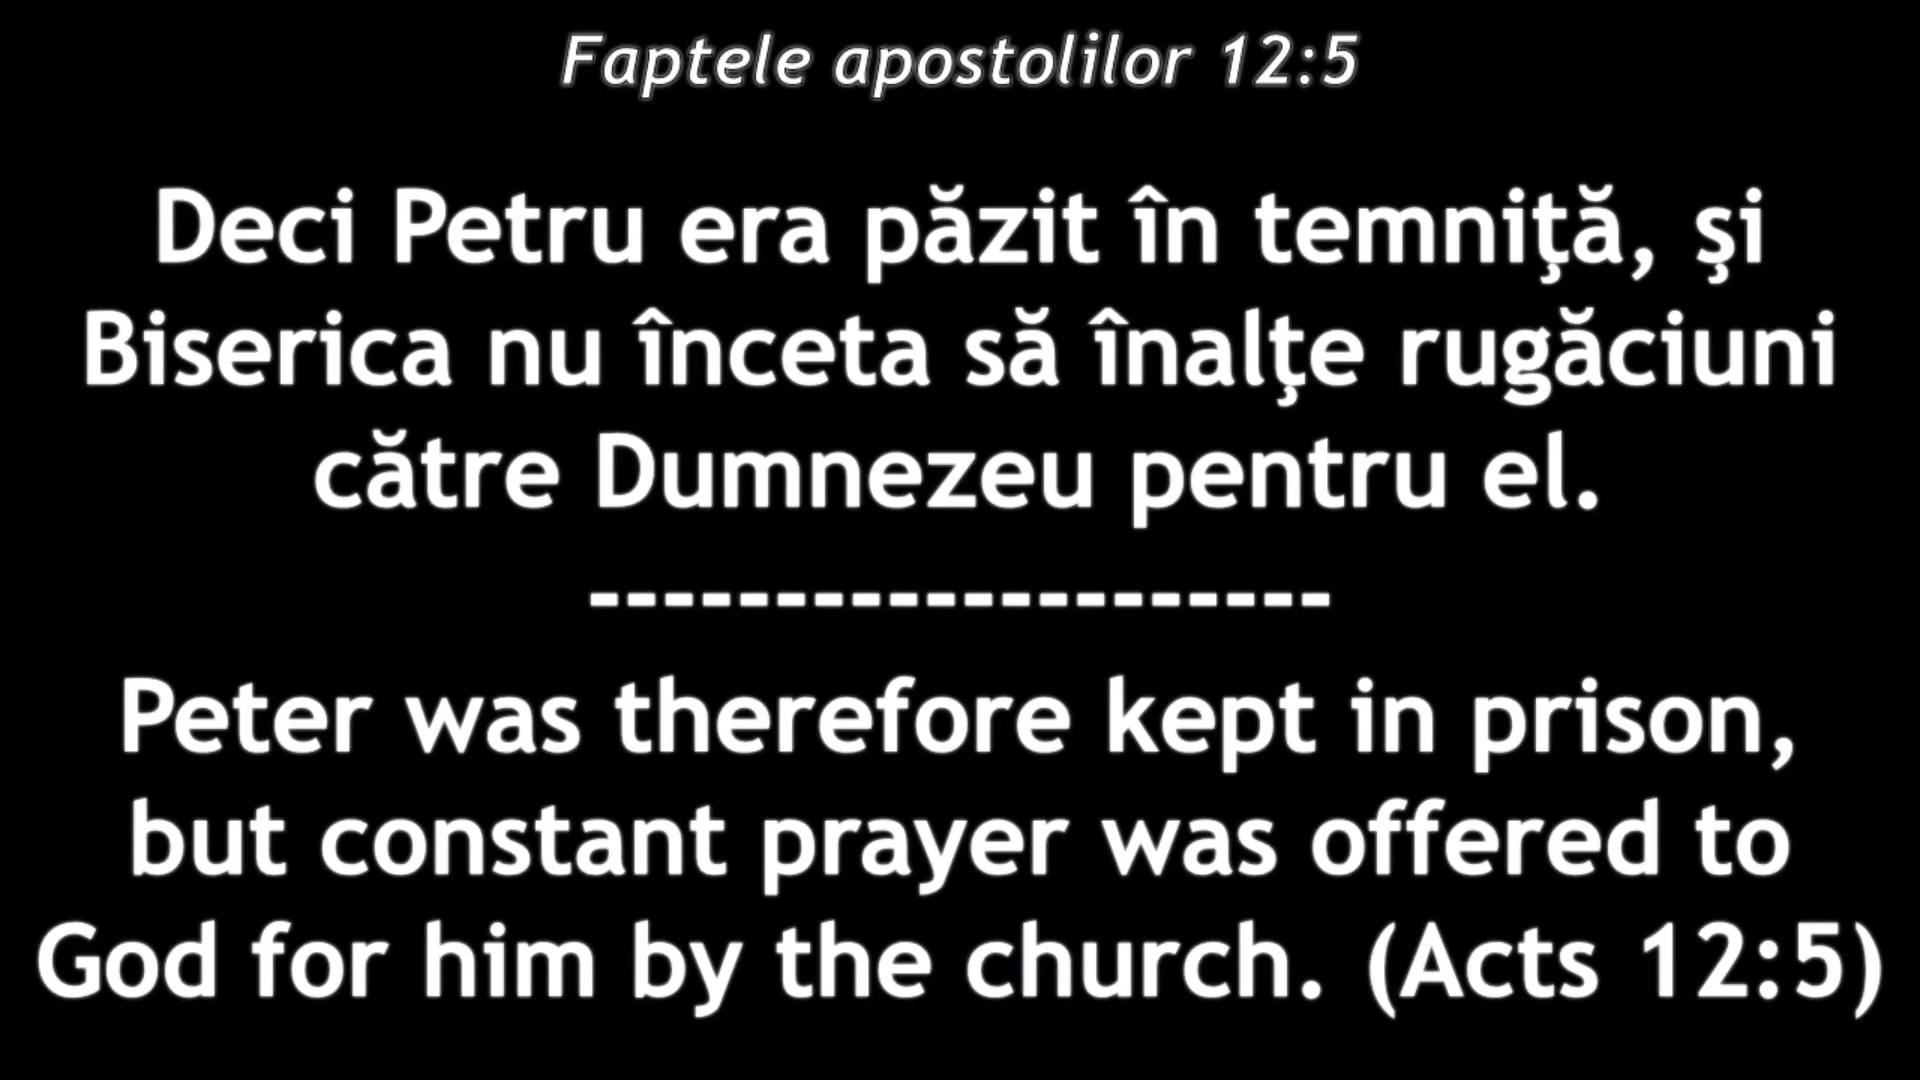 Faptele apostolilor 12:5
Deci Petru era păzit în temniţă, şi
Biserica nu înceta să înalţe rugăciuni
către Dumnezeu pentru el.
--------------------
Peter was therefore kept in prison,
but constant prayer was offered to
God for him by the church. (Acts 12:5)